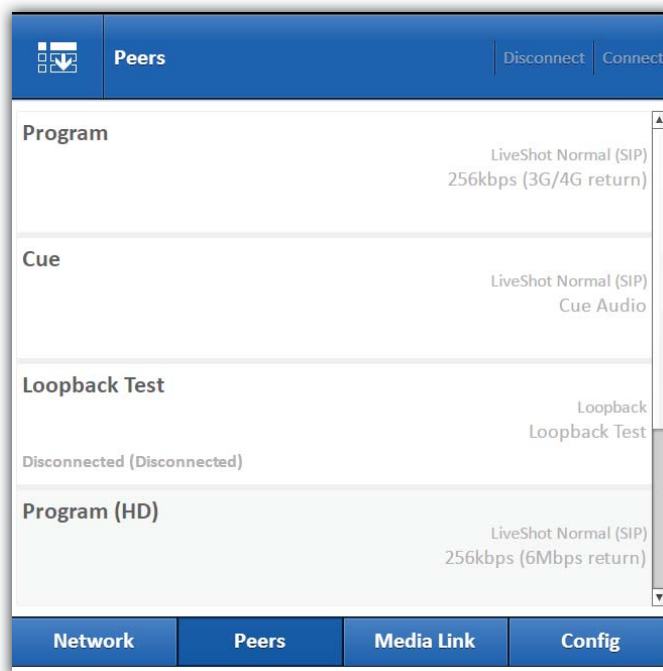 Peers
Disconnect
Connect
Program
LiveShot Normal (SIP)
256kbps (3G/4G return)
Cue
LiveShot Normal (SIP)
Cue Audio
Loopback Test
Loopback
Loopback Test
Disconnected (Disconnected)
Program (HD)
LiveShot Normal (SIP)
256kbps (6Mbps return)
Network
Peers
Media Link
Config